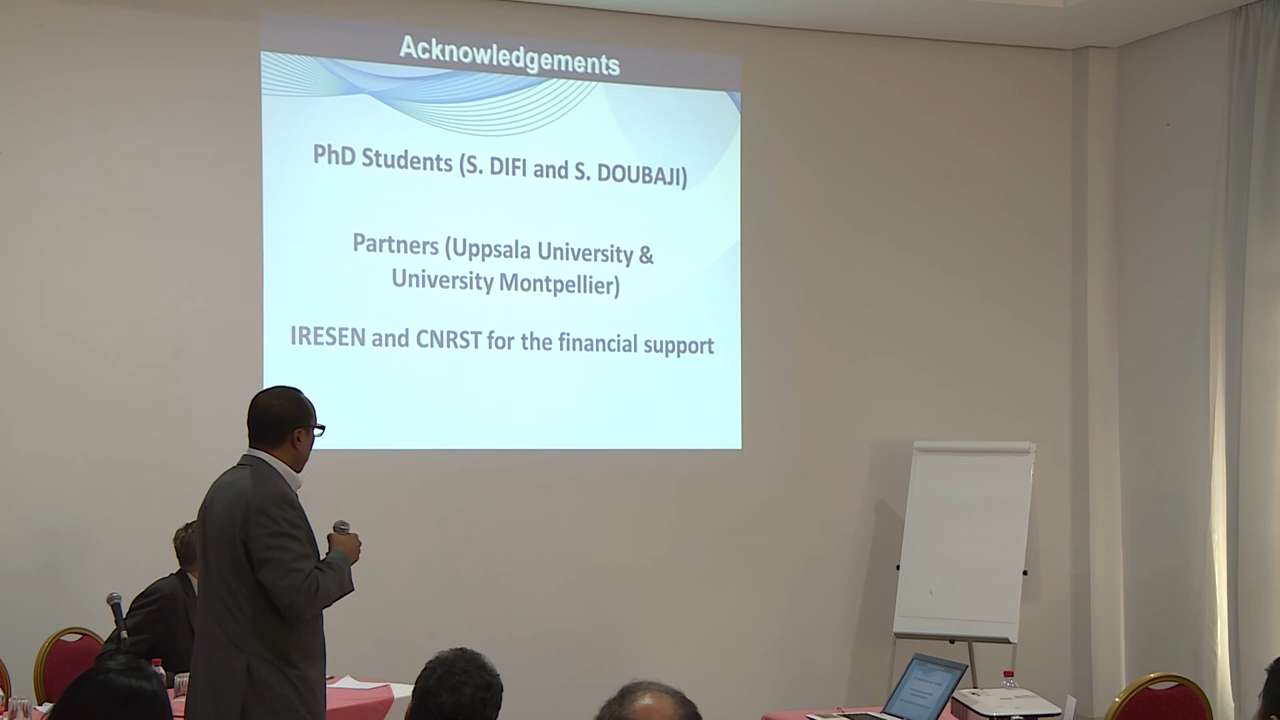 Acknowledgements
PhD Students (S. DIFI and S. DOUBAJI)
Partners (Uppsala University &
University Montpellier)
IRESEN and CNRST for the financial support